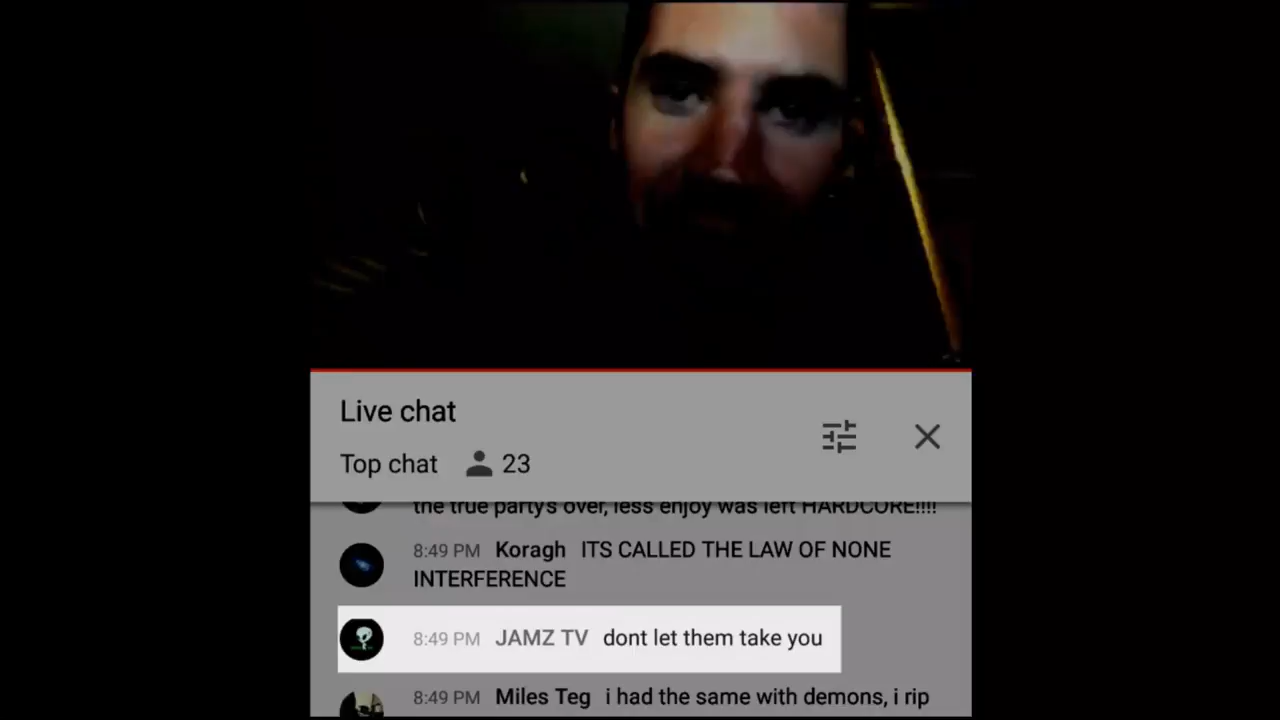 Live chat
Top chat 23
the true partys over, less enjoy was left HARDCORE!!!!
8:49 PM Koragh ITS CALLED THE LAW OF NONE
INTERFERENCE
8:49 PM JAMZ TV dont let them take you
8:49 PM Miles Teg i had the same with demons, i rip